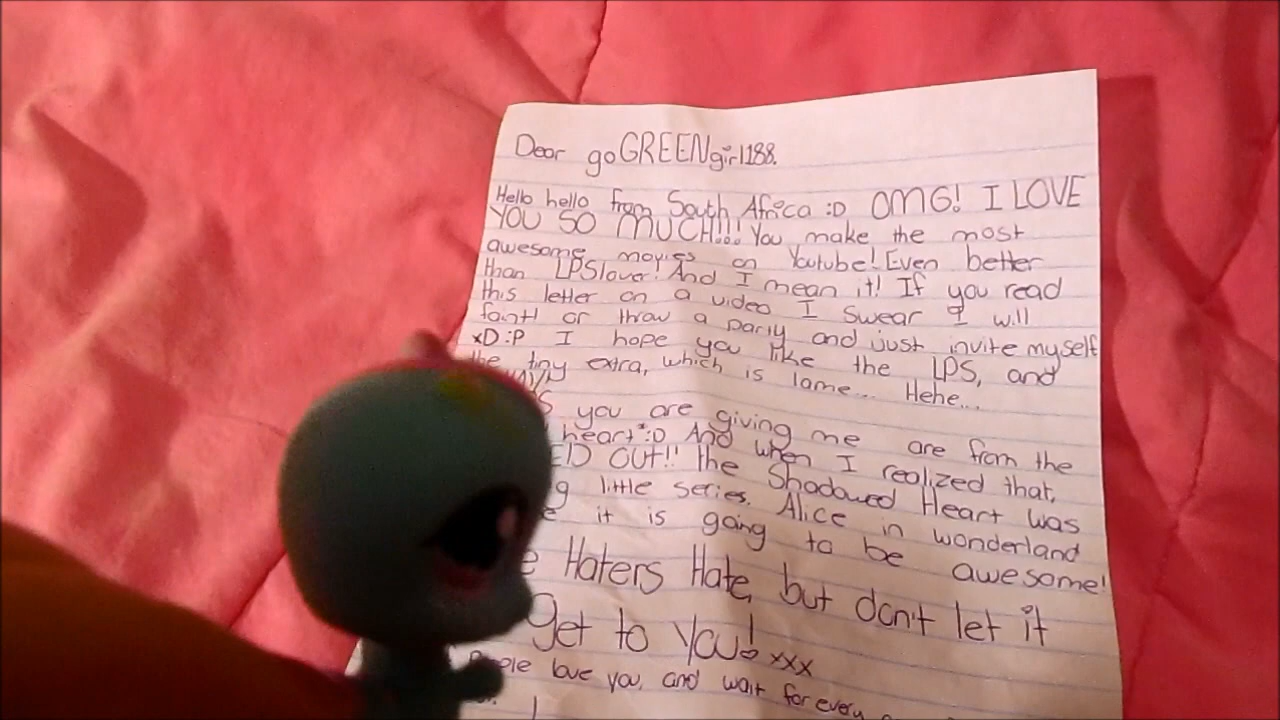 Dear goGREENgirl188.
Hello hello from South Africa :D OMG! I LOVE
YOU SO MUCH!!! You make the most
awesome movies on Youtube! Even better
than LPSlover! And I mean it! If you read
this letter on a video I swear I will
faint! or throw a party and just invite myself
xD :P I hope you like the LPS, and
the tiny extra, which is lame... Hehe...
you are giving me are from the
heart* :D And when I realized that,
OUT!! the Shadowed Heart was
little series. Alice in wonderland
it is going to be awesome!
Haters Hate, but don't let it
get to you! xxx
love you, and wait for every